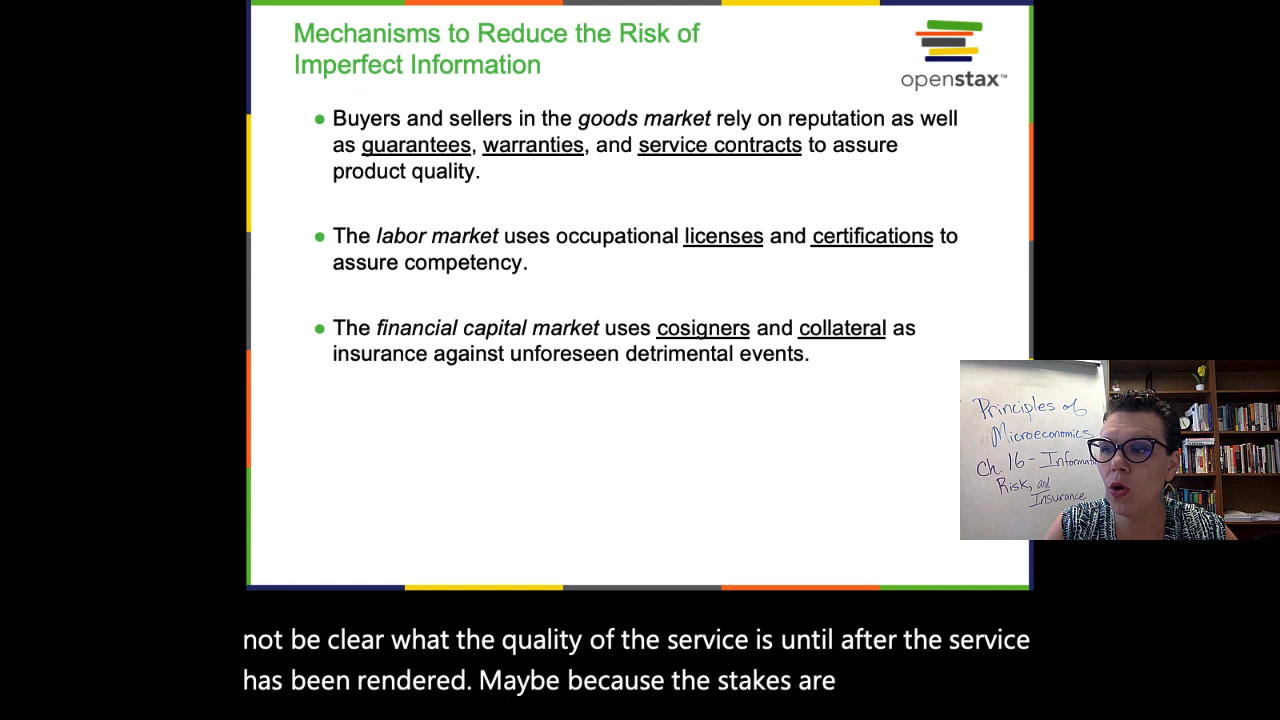 Mechanisms to Reduce the Risk of
Imperfect Information
openstax™
● Buyers and sellers in the goods market rely on reputation as well
as guarantees, warranties, and service contracts to assure
product quality.
● The labor market uses occupational licenses and certifications to
assure competency.
● The financial capital market uses cosigners and collateral as
insurance against unforeseen detrimental events.
Principles of
Microeconomics
Ch. 16 - Informati
Risk, and
Insurance
not be clear what the quality of the service is until after the service
has been rendered. Maybe because the stakes are